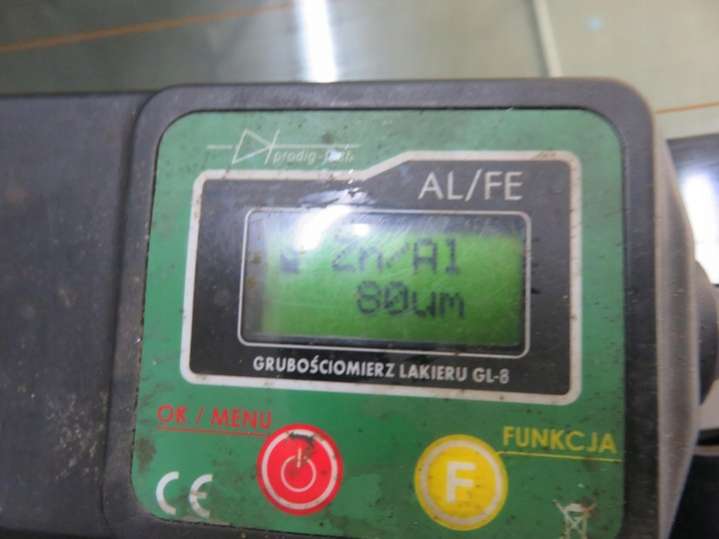 prodig-tech
AL/FE
Zn/Al
80um
GRUBOŚCIOMIERZ LAKIERU GL-8
OK / MENU
FUNKCJA
F
CE